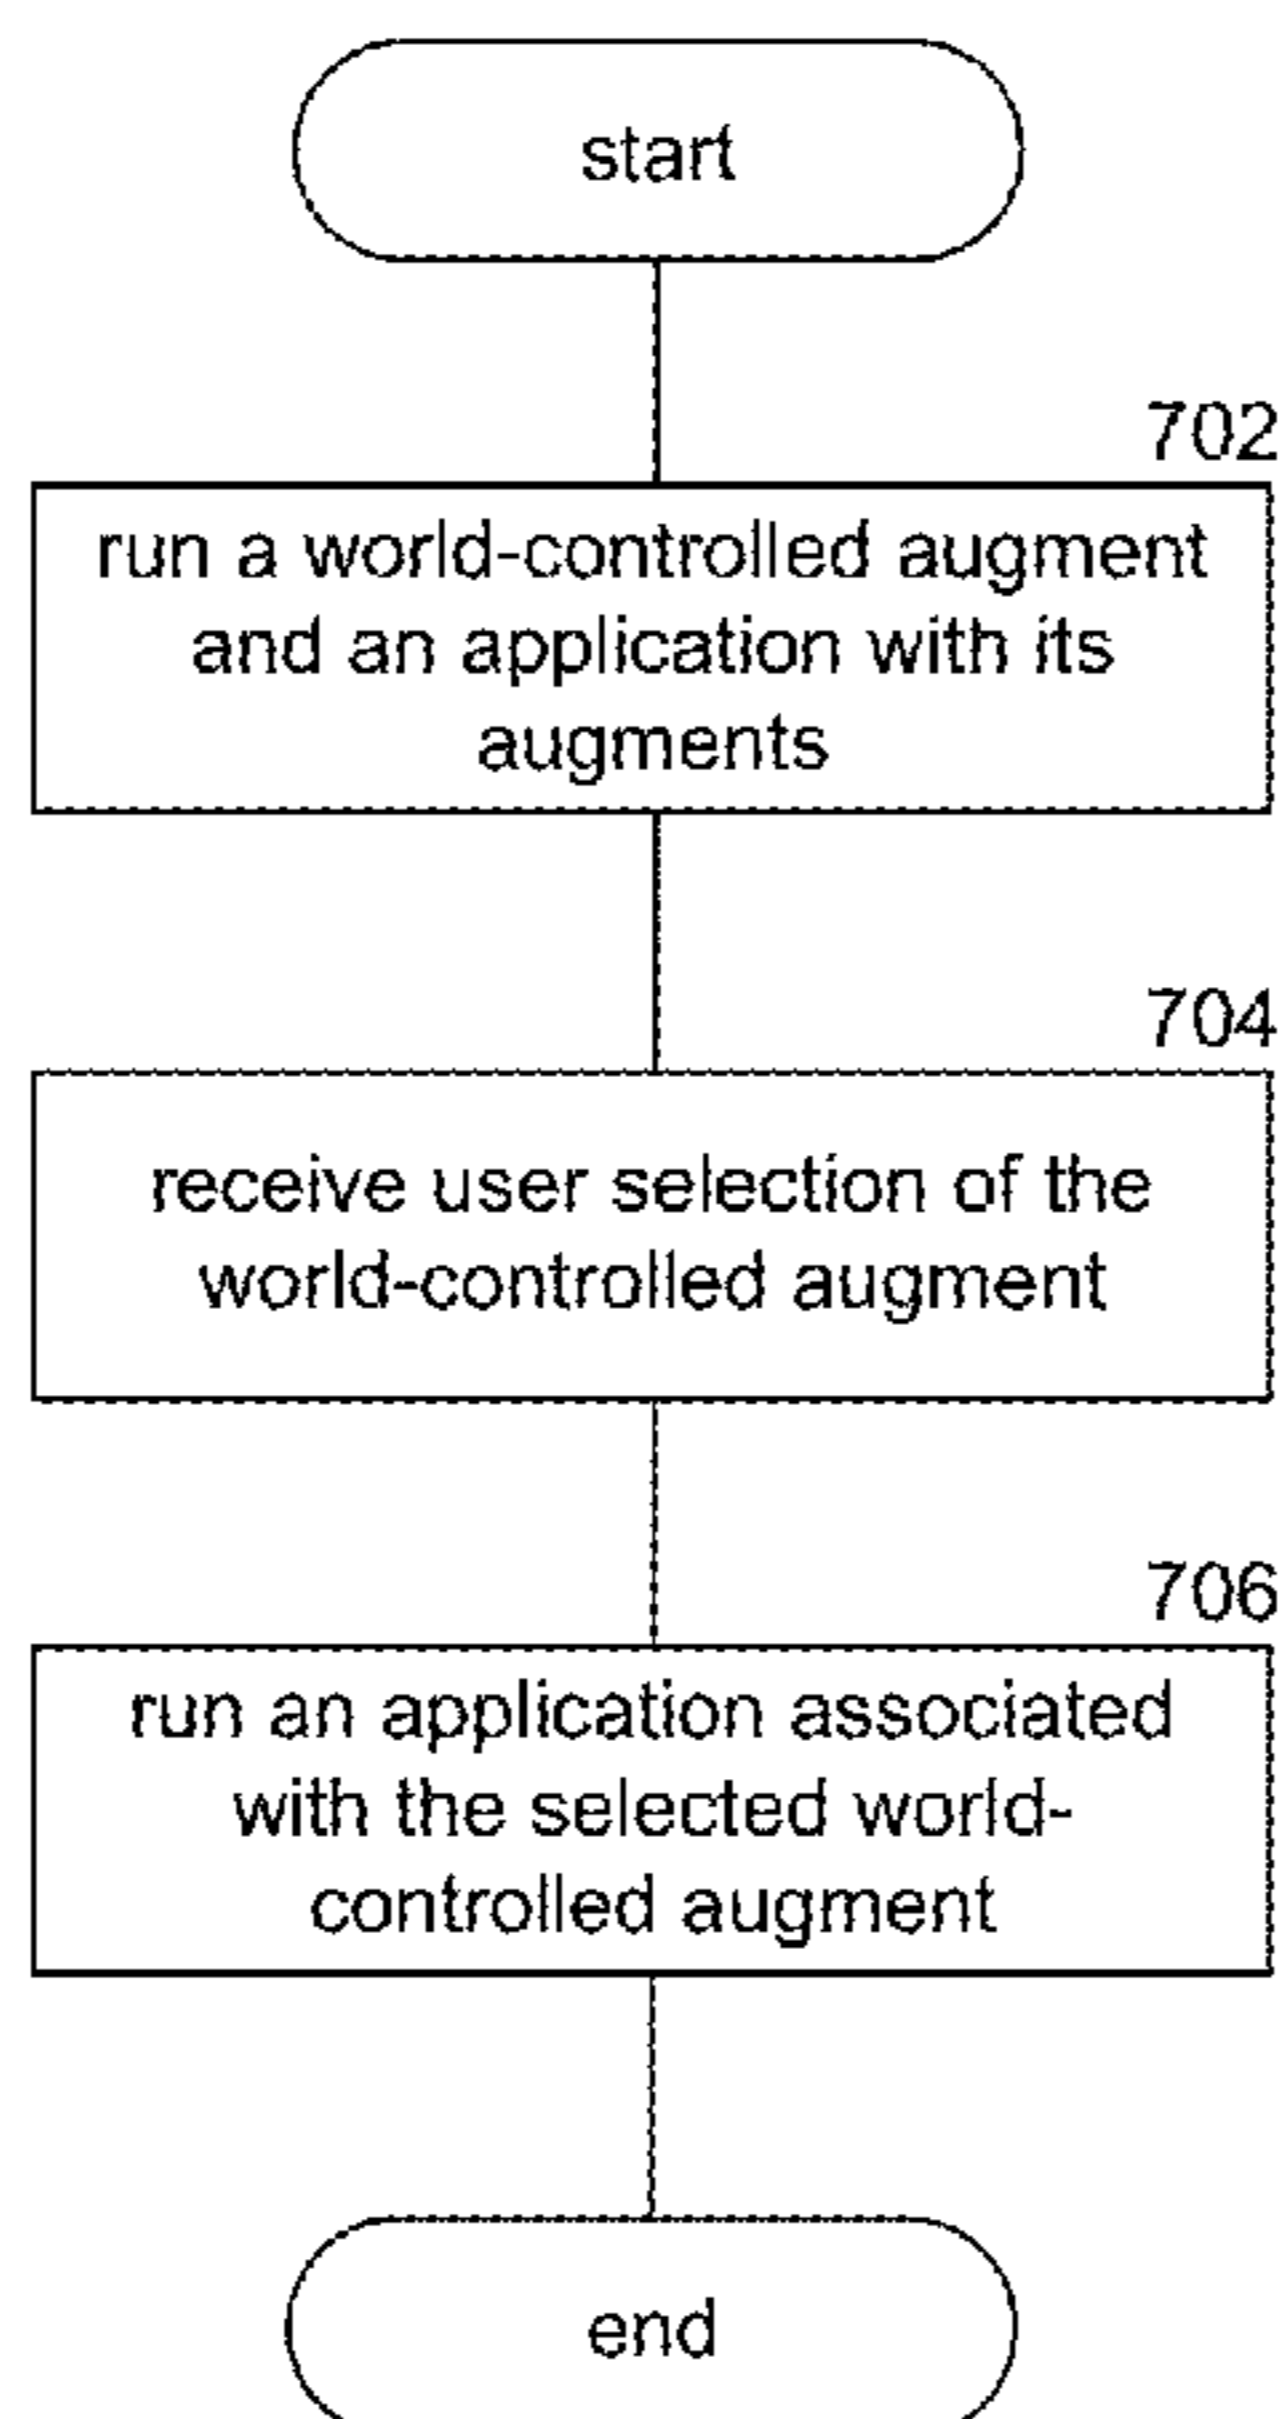 start
702
run a world-controlled augment
and an application with its
augments
704
receive user selection of the
world-controlled augment
706
run an application associated
with the selected world-
controlled augment
end